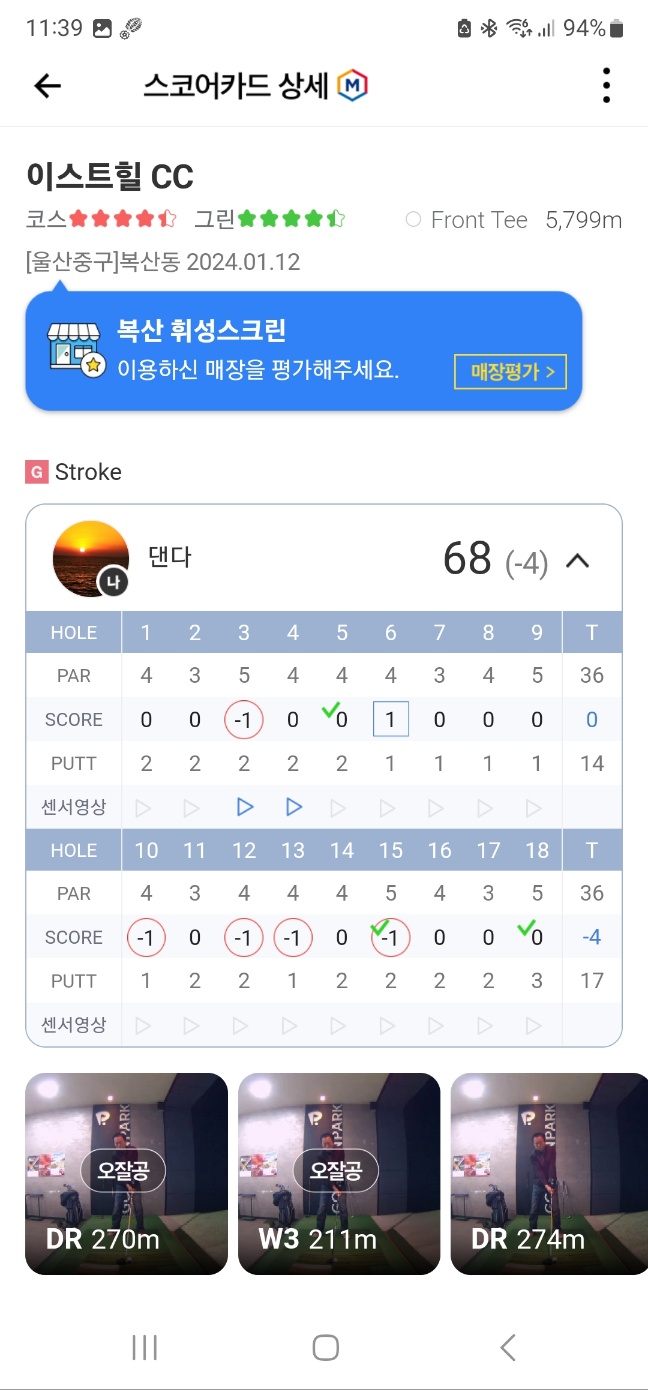 11:39 94%
스코어카드 상세 M
이스트힐 CC
코스 그린 Front Tee 5,799m
[울산중구]복산동 2024.01.12
복산 휘성스크린
이용하신 매장을 평가해주세요.
매장평가 >
G Stroke
나 댄다 68 (-4)
HOLE 1 2 3 4 5 6 7 8 9 T
PAR 4 3 5 4 4 4 3 4 5 36
SCORE 0 0 -1 0 0 1 0 0 0 0
PUTT 2 2 2 2 2 1 1 1 1 14
센서영상
HOLE 10 11 12 13 14 15 16 17 18 T
PAR 4 3 4 4 4 5 4 3 5 36
SCORE -1 0 -1 -1 0 -1 0 0 0 -4
PUTT 1 2 2 1 2 2 2 2 3 17
센서영상
오잘공 오잘공
DR 270m W3 211m DR 274m